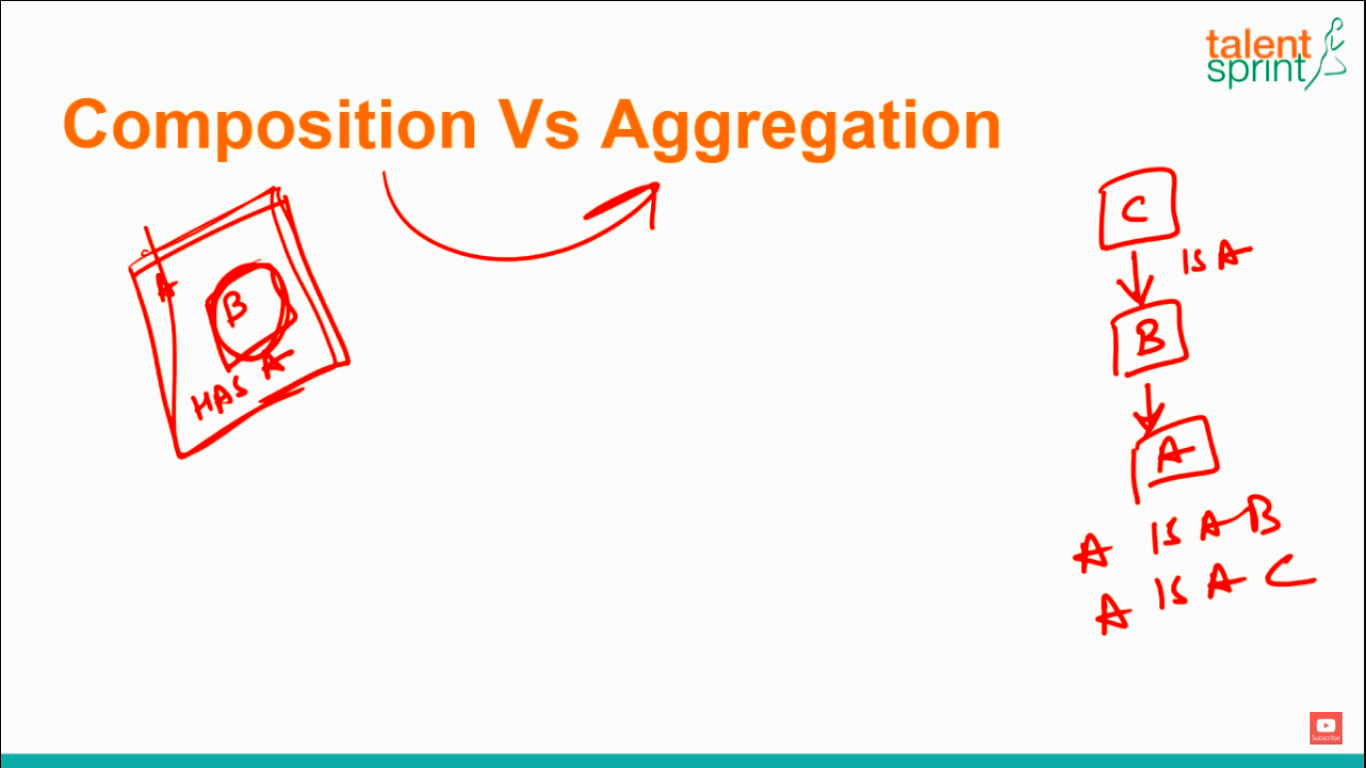 talent
sprint
Composition Vs Aggregation
A
B
HAS A
C
IS A
B
A
A IS A B
A IS A C
Subscribe